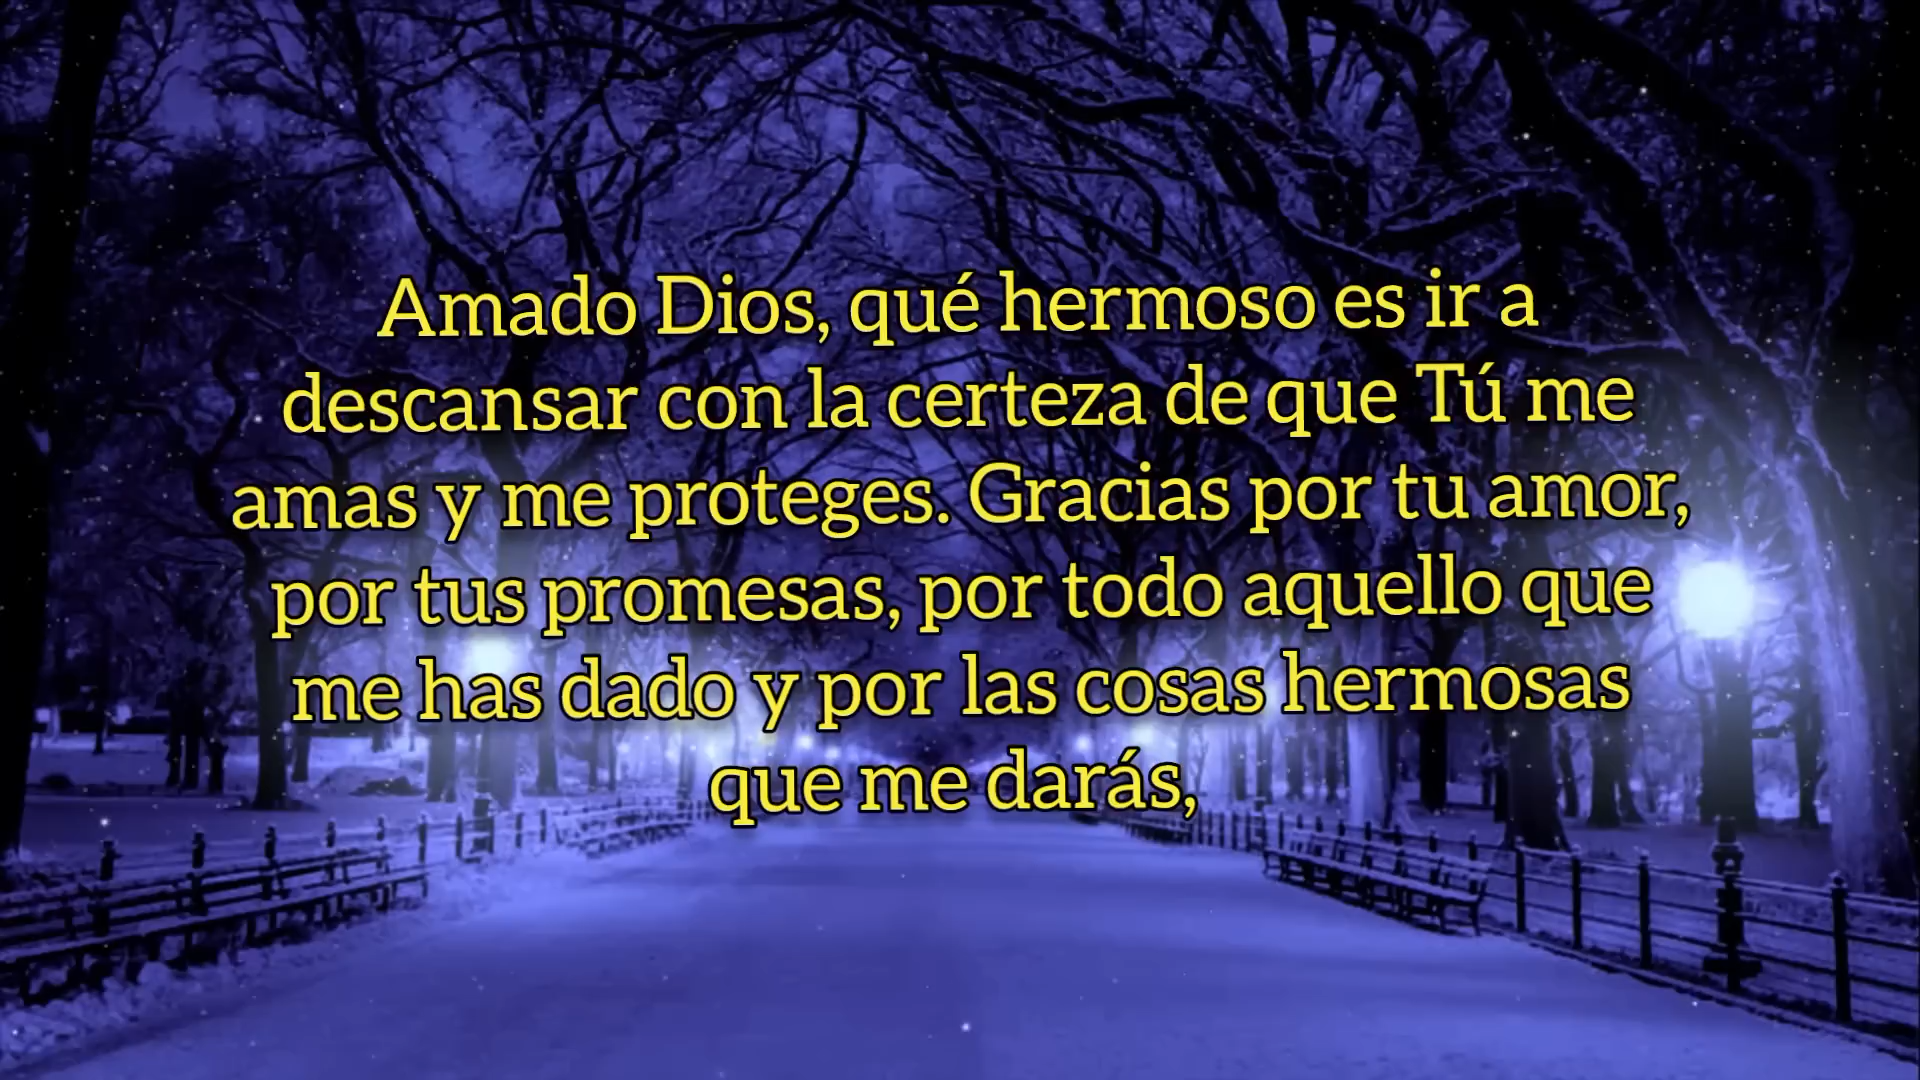 Amado Dios, qué hermoso es ir a
descansar con la certeza de que Tú me
amas y me proteges. Gracias por tu amor,
por tus promesas, por todo aquello que
me has dado y por las cosas hermosas
que me darás,